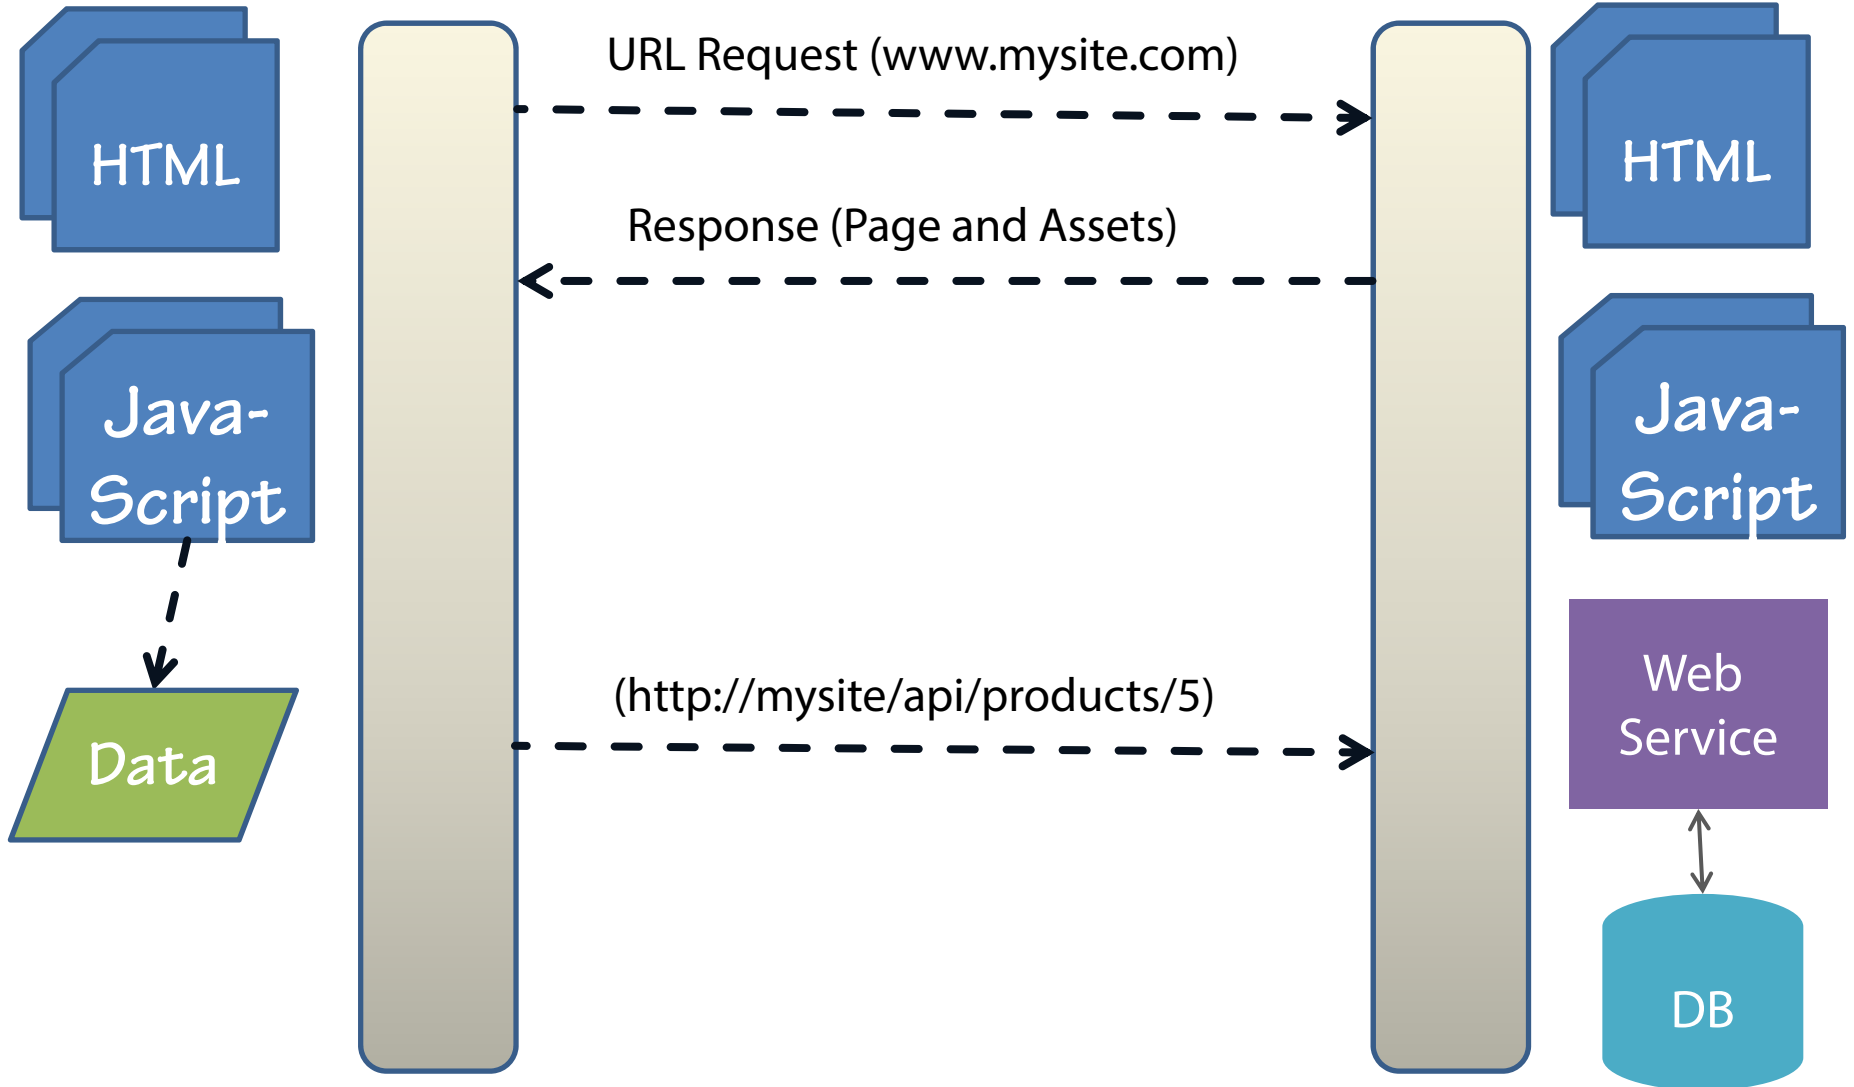 HTML
Java-
Script
Data
URL Request (www.mysite.com)
Response (Page and Assets)
(http://mysite/api/products/5)
HTML
Java-
Script
Web
Service
DB